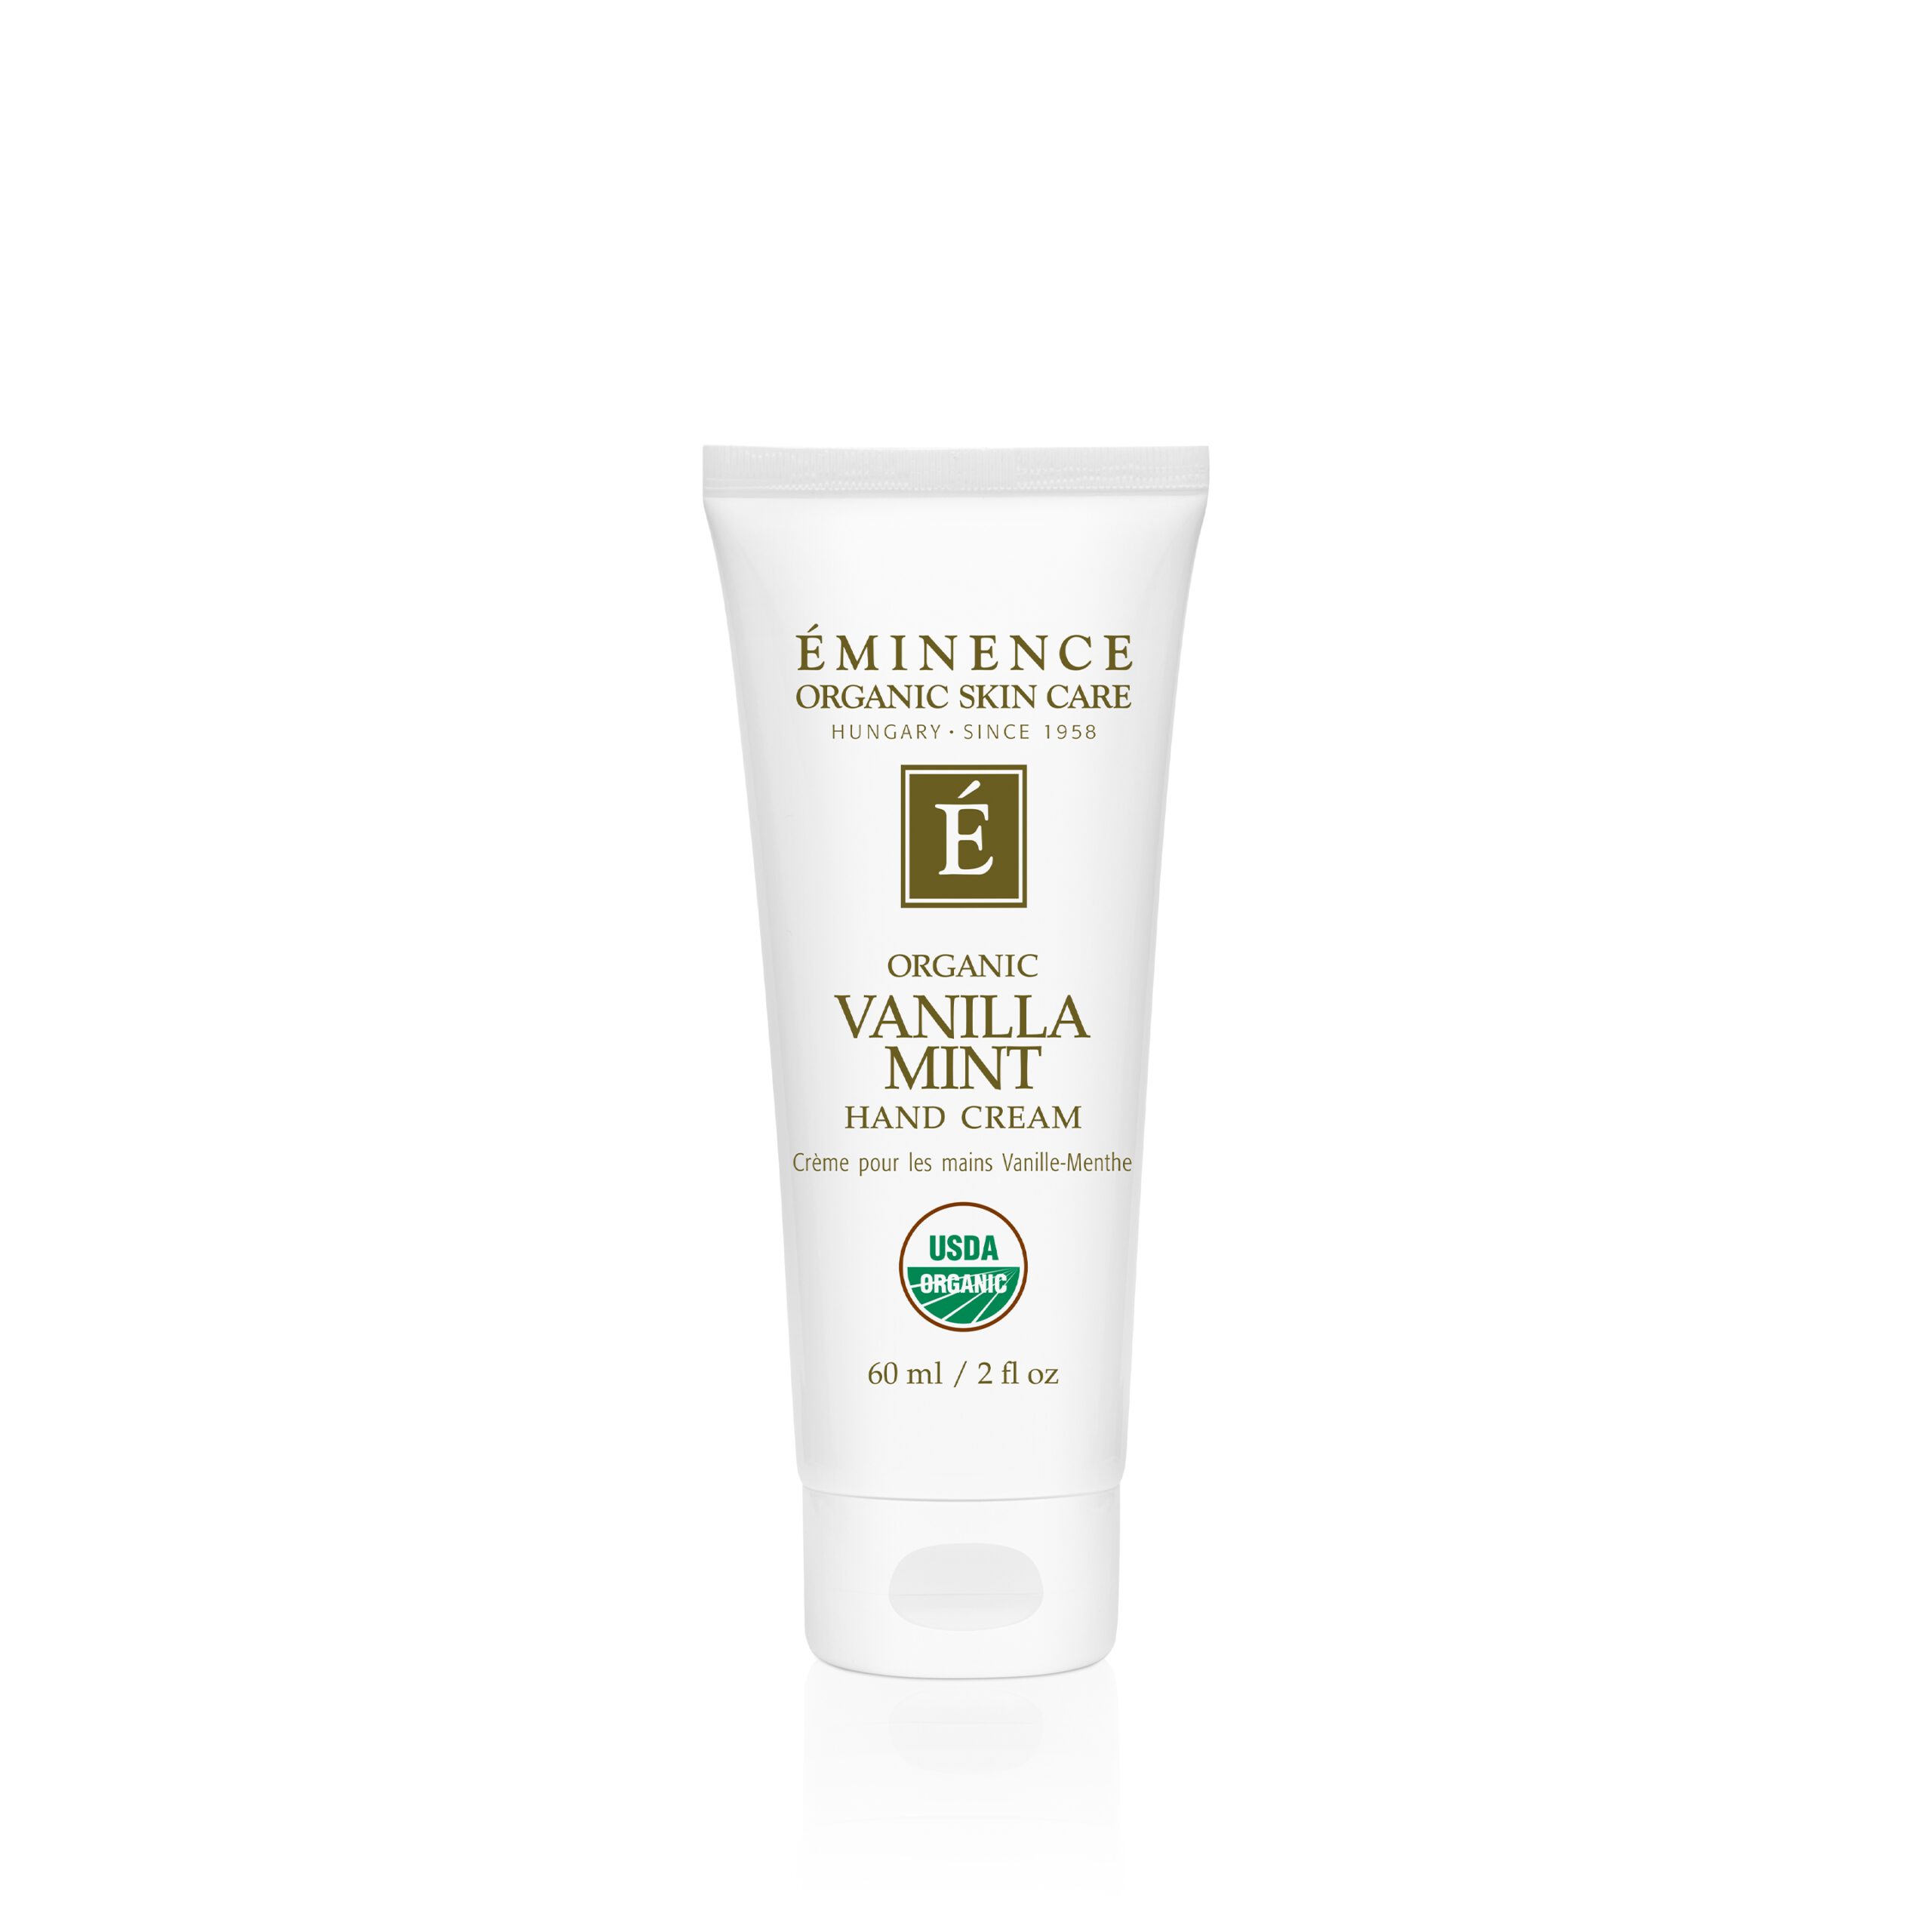 ÉMINENCE
ORGANIC SKIN CARE
HUNGARY · SINCE 1958
É
ORGANIC
VANILLA
MINT
HAND CREAM
Crème pour les mains Vanille-Menthe
USDA
ORGANIC
60 ml / 2 fl oz